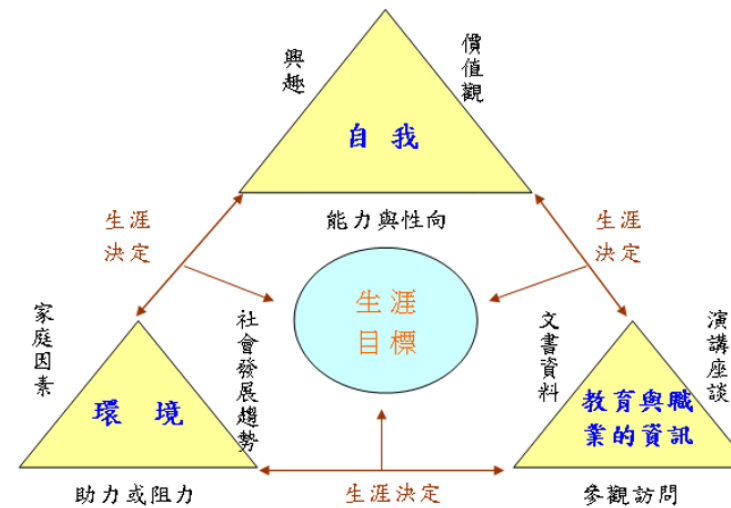 興趣
價值觀
自 我
能力與性向
生涯
決定
生涯
決定
生 涯
目 標
家庭因素
社會發展趨勢
環 境
助力或阻力
生涯決定
文書資料
演講座談
教育與職
業的資訊
參觀訪問